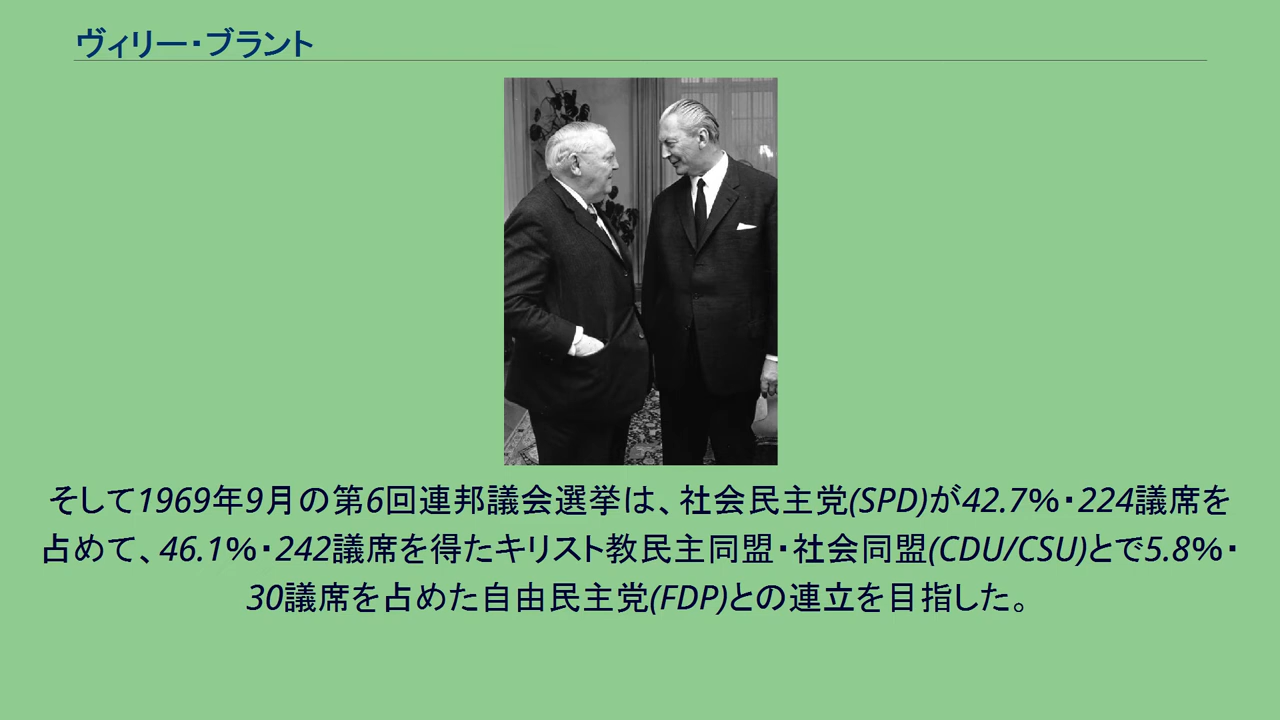 ヴィリー・ブラント
そして1969年9月の第6回連邦議会選挙は、社会民主党(SPD)が42.7%・224議席を
占めて、46.1%・242議席を得たキリスト教民主同盟・社会同盟(CDU/CSU)とで5.8%・
30議席を占めた自由民主党(FDP)との連立を目指した。